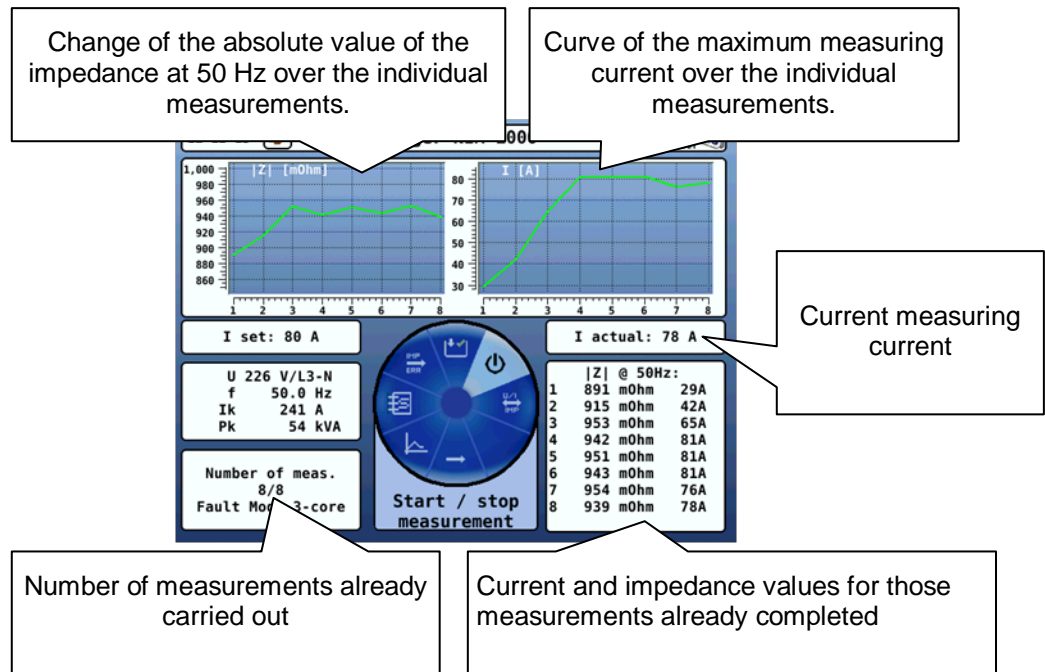 Change of the absolute value of the
impedance at 50 Hz over the individual
measurements.
Curve of the maximum measuring
current over the individual
measurements.
|Z| [mOhm]
1,000
980
960
940
920
900
880
860
1 2 3 4 5 6 7 8
I [A]
80
70
60
50
40
30
1 2 3 4 5 6 7 8
Current measuring
current
I set: 80 A
I actual: 78 A
U 226 V/L3-N
f 50.0 Hz
Ik 241 A
Pk 54 kVA
IMP
ERR
U/I
IMP
|Z| @ 50Hz:
1 891 mOhm 29A
2 915 mOhm 42A
3 953 mOhm 65A
4 942 mOhm 81A
5 951 mOhm 81A
6 943 mOhm 81A
7 954 mOhm 76A
8 939 mOhm 78A
Number of meas.
8/8
Fault 3-core
Start / stop
measurement
Number of measurements already
carried out
Current and impedance values for those
measurements already completed